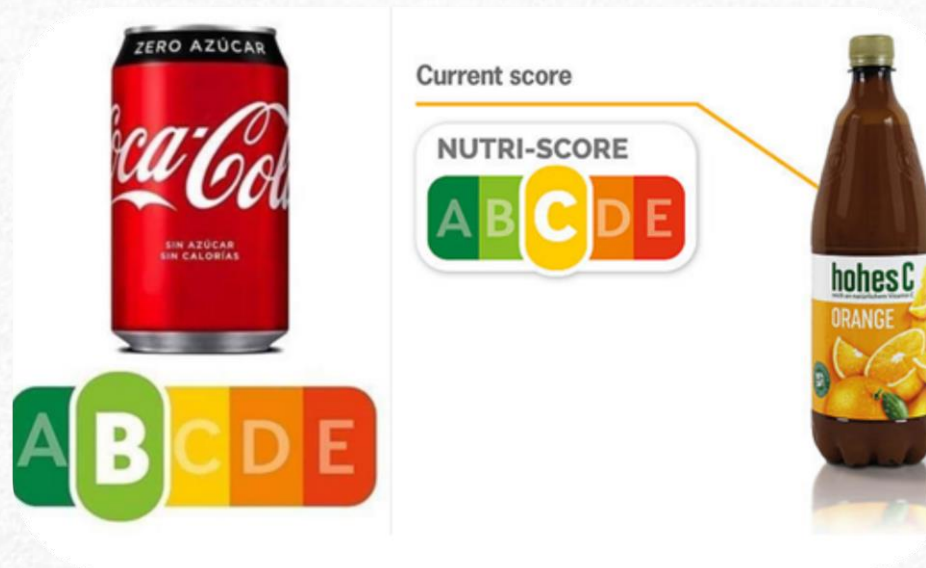 ZERO AZÚCAR
Coca-Cola
SIN AZÚCAR
SIN CALORÍAS
A B C D E
Current score
NUTRI-SCORE
A B C D E
hohes C
ORANGE